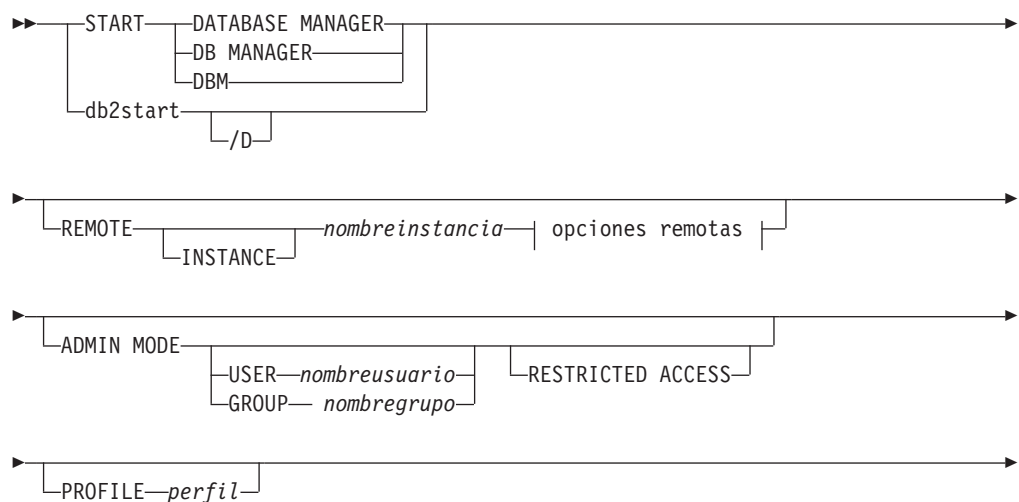 START DATABASE MANAGER
DB MANAGER
DBM
db2start
/D
REMOTE nombreinstancia opciones remotas
INSTANCE
ADMIN MODE
USER nombreusuario RESTRICTED ACCESS
GROUP nombregrupo
PROFILE perfil